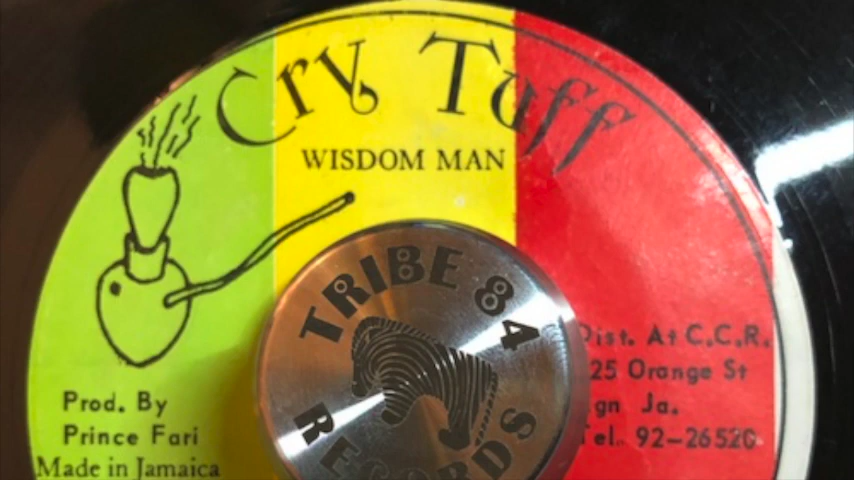 Cry Tuff
WISDOM MAN
TRIBE 84
RECORDS
Prod. By
Prince Fari
Made in Jamaica
Dist. At C.C.R.
25 Orange St
gn Ja.
Tel. 92-26520